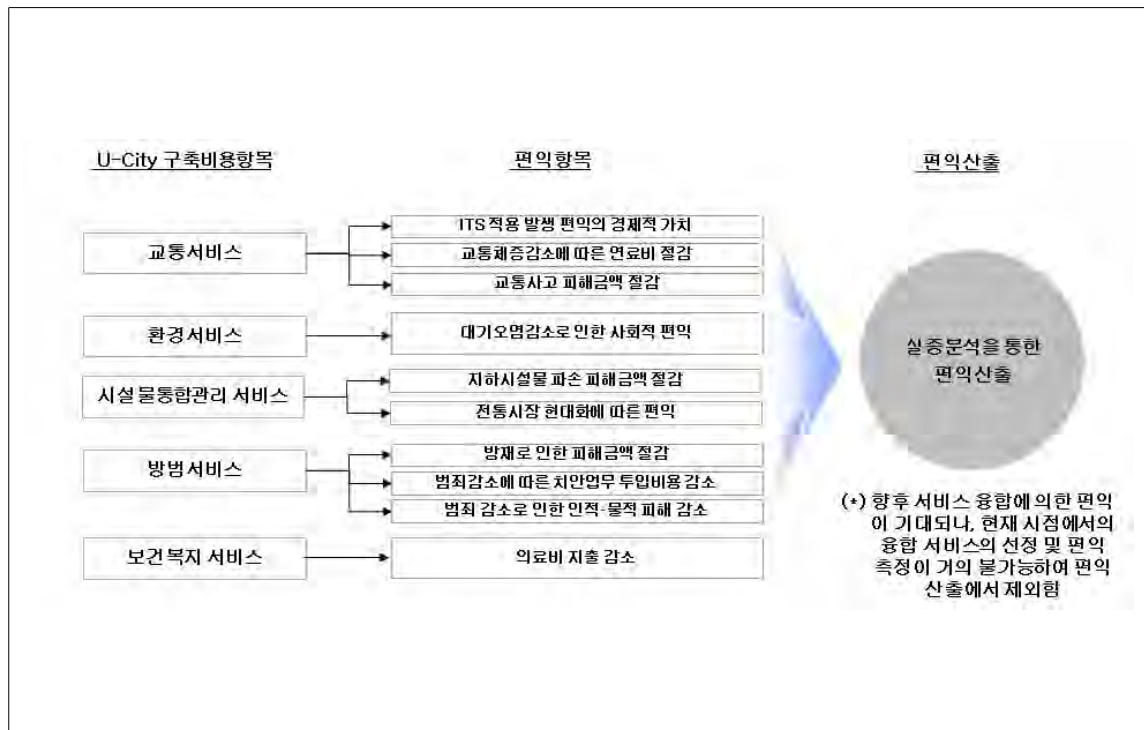 U-City 구축비용항목
편익항목
편익산출
교통서비스
ITS 적용 발생 편익의 경제적 가치
교통체증감소에 따른 연료비 절감
교통사고 피해금액 절감
환경서비스
대기오염감소로 인한 사회적 편익
시설물통합관리 서비스
지하시설물 파손 피해금액 절감
전통시장 현대화에 따른 편익
방범서비스
방재로 인한 피해금액 절감
범죄감소에 따른 치안업무 투입비용 감소
범죄 감소로 인한 인적·물적 피해 감소
보건복지 서비스
의료비 지출 감소
실증분석을 통한
편익산출
(*) 향후 서비스 융합에 의한 편익
이 기대되나, 현재 시점에서의
융합 서비스의 선정 및 편익
측정이 거의 불가능하여 편익
산출에서 제외함